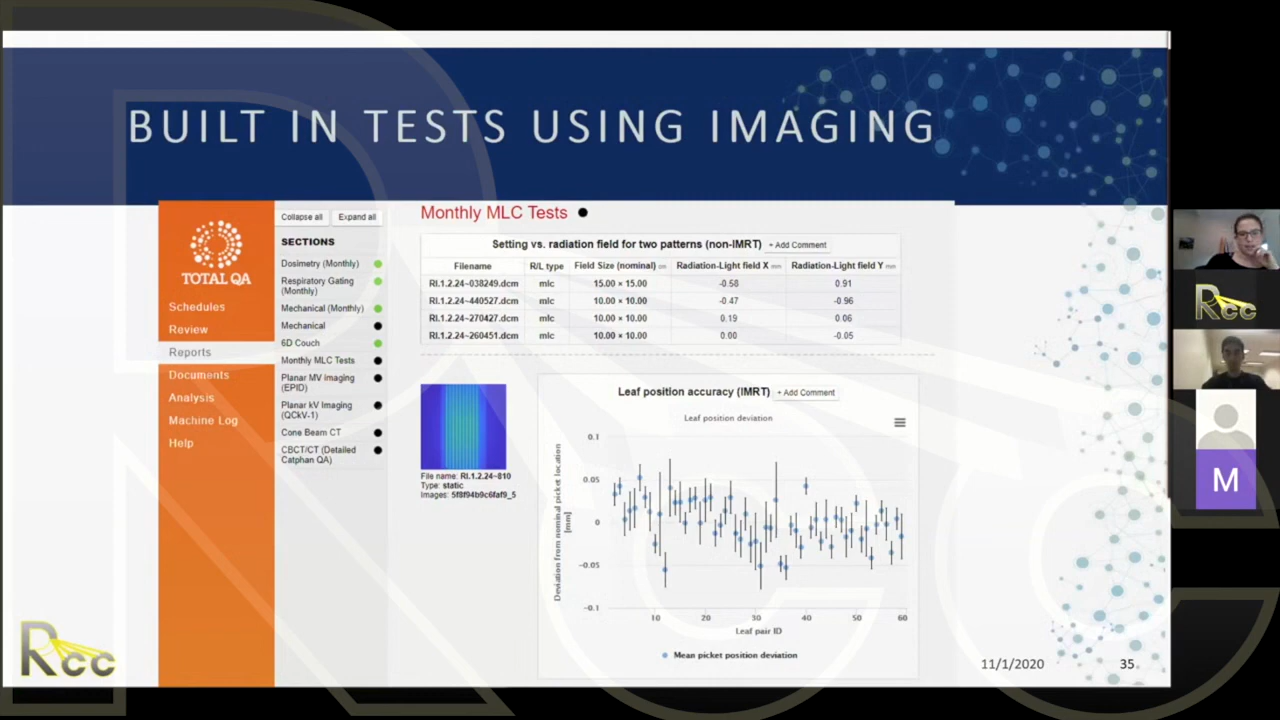 BUILT IN TESTS USING IMAGING
TOTAL QA
Schedules
Review
Reports
Documents
Analysis
Machine Log
Help
Collapse all Expand all
SECTIONS
Dosimetry (Monthly)
Respiratory Gating
(Monthly)
Mechanical (Monthly)
Mechanical
6D Couch
Monthly MLC Tests
Planar MV imaging
(EPID)
Planar kV Imaging
(QCkV-1)
Cone Beam CT
CBCT/CT (Detailed
Catphan QA)
Monthly MLC Tests
Setting vs. radiation field for two patterns (non-IMRT) + Add Comment
Filename R/L type Field Size (nominal) cm Radiation-Light field X mm Radiation-Light field Y mm
RI.1.2.24~038249.dcm mlc 15.00 × 15.00 -0.58 0.91
RI.1.2.24~440527.dcm mlc 10.00 × 10.00 -0.47 -0.96
RI.1.2.24~270427.dcm mlc 10.00 × 10.00 0.19 0.06
RI.1.2.24~260451.dcm mlc 10.00 × 10.00 0.00 -0.05
File name: RI.1.2.24~810
Type: static
Images: 5f8f94b9c6faf9_5
Leaf position accuracy (IMRT) + Add Comment
Leaf position deviation
Deviation from nominal picket location
[mm]
0.1
0.05
0
-0.05
-0.1
10 20 30 40 50 60
Leaf pair ID
Mean picket position deviation
11/1/2020 35
Rcc
Rcc
M